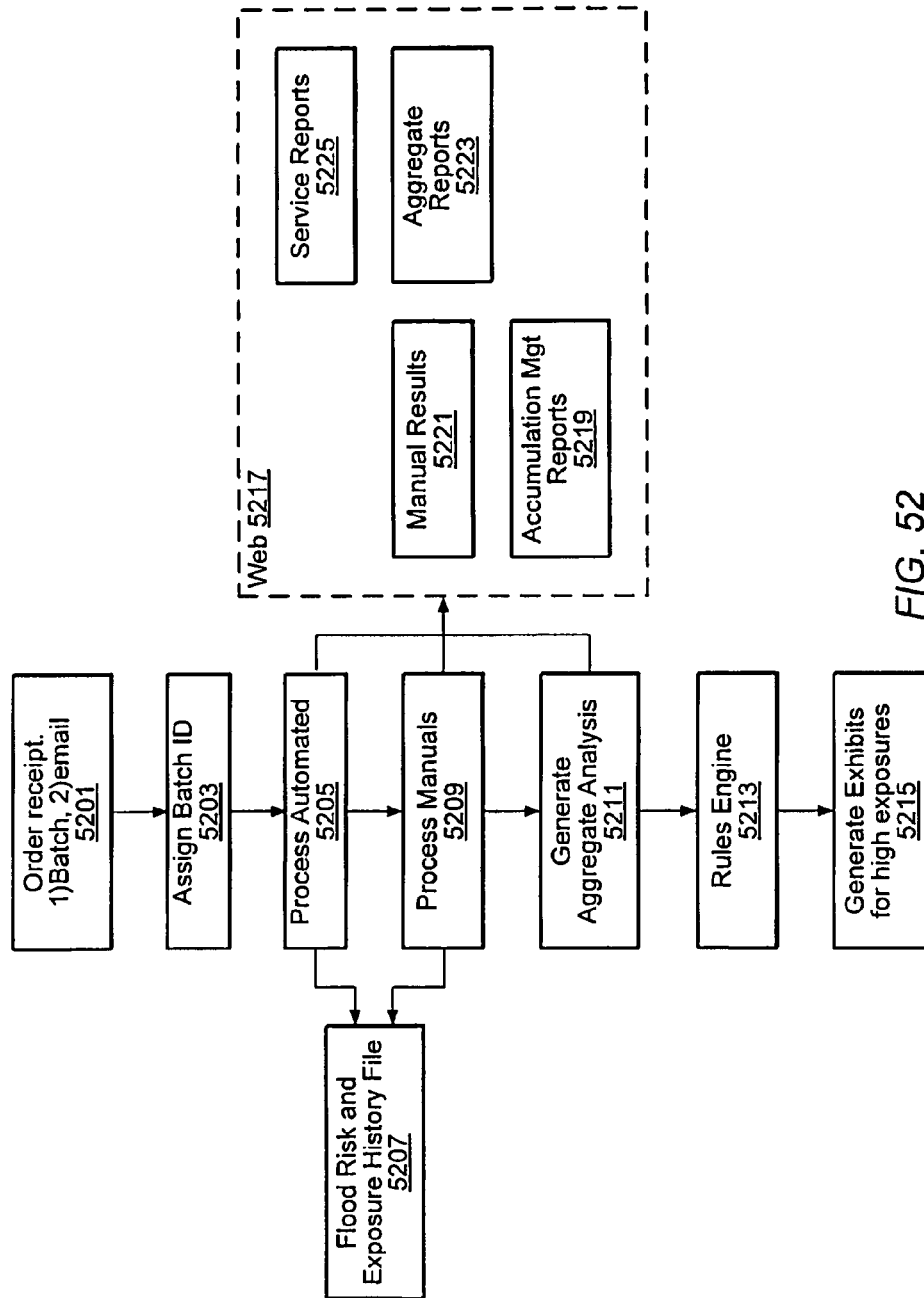 Order receipt.
1)Batch, 2)email
5201
Assign Batch ID
5203
Process Automated
5205
Flood Risk and
Exposure History File
5207
Process Manuals
5209
Generate
Aggregate Analysis
5211
Rules Engine
5213
Generate Exhibits
for high exposures
5215
Web 5217
Service Reports
5225
Manual Results
5221
Aggregate
Reports
5223
Accumulation Mgt
Reports
5219
FIG. 52